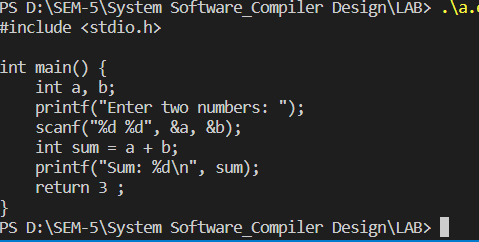 PS D:\SEM-5\System Software_Compiler Design\LAB> .\a.
#include <stdio.h>
int main() {
    int a, b;
    printf("Enter two numbers: ");
    scanf("%d %d", &a, &b);
    int sum = a + b;
    printf("Sum: %d\n", sum);
    return 3 ;
}
PS D:\SEM-5\System Software_Compiler Design\LAB>